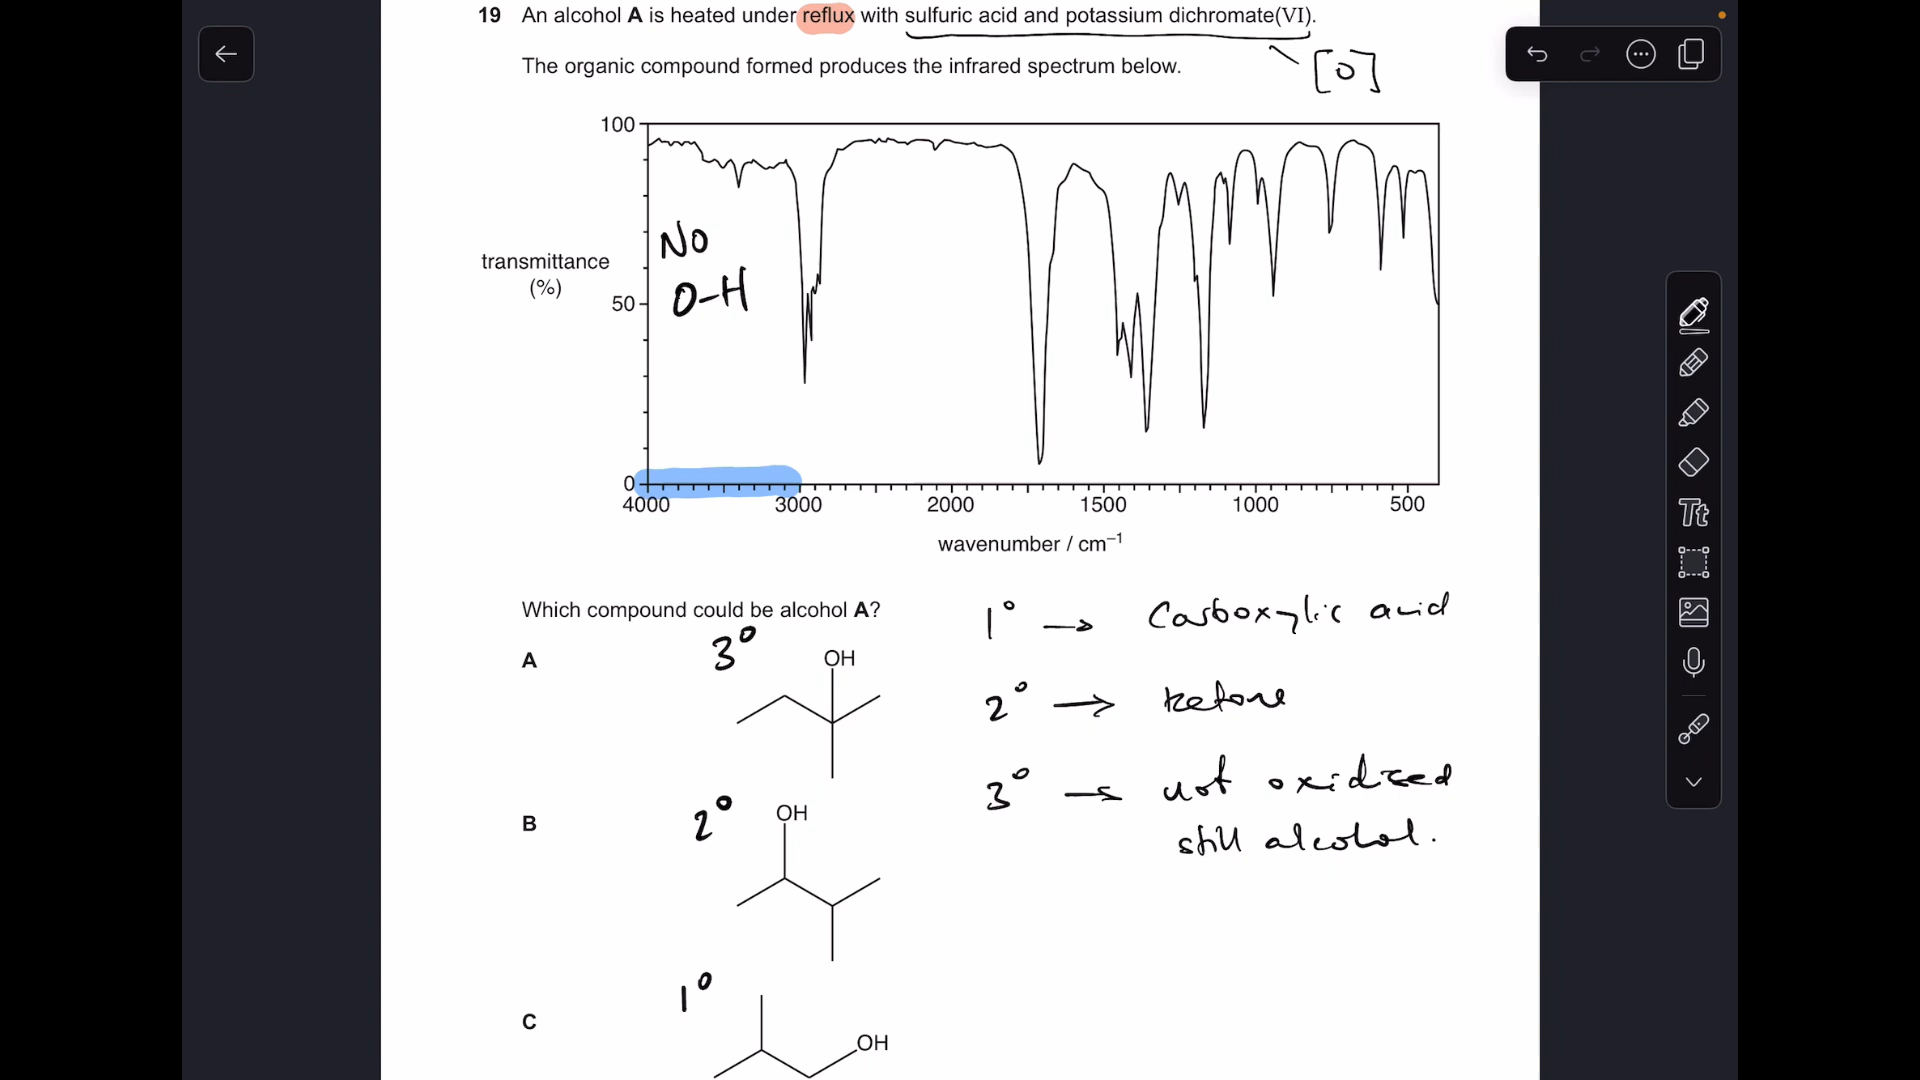 19 An alcohol A is heated under reflux with sulfuric acid and potassium dichromate(VI).
The organic compound formed produces the infrared spectrum below.
[O]
100
transmittance
(%)
50
0
NO
O-H
4000 3000 2000 1500 1000 500
wavenumber / cm⁻¹
Which compound could be alcohol A?
1° → Carboxylic acid
A
3°
OH
2° → ketone
3° → not oxidized
still alcohol.
B
2°
OH
C
1°
OH
Tt